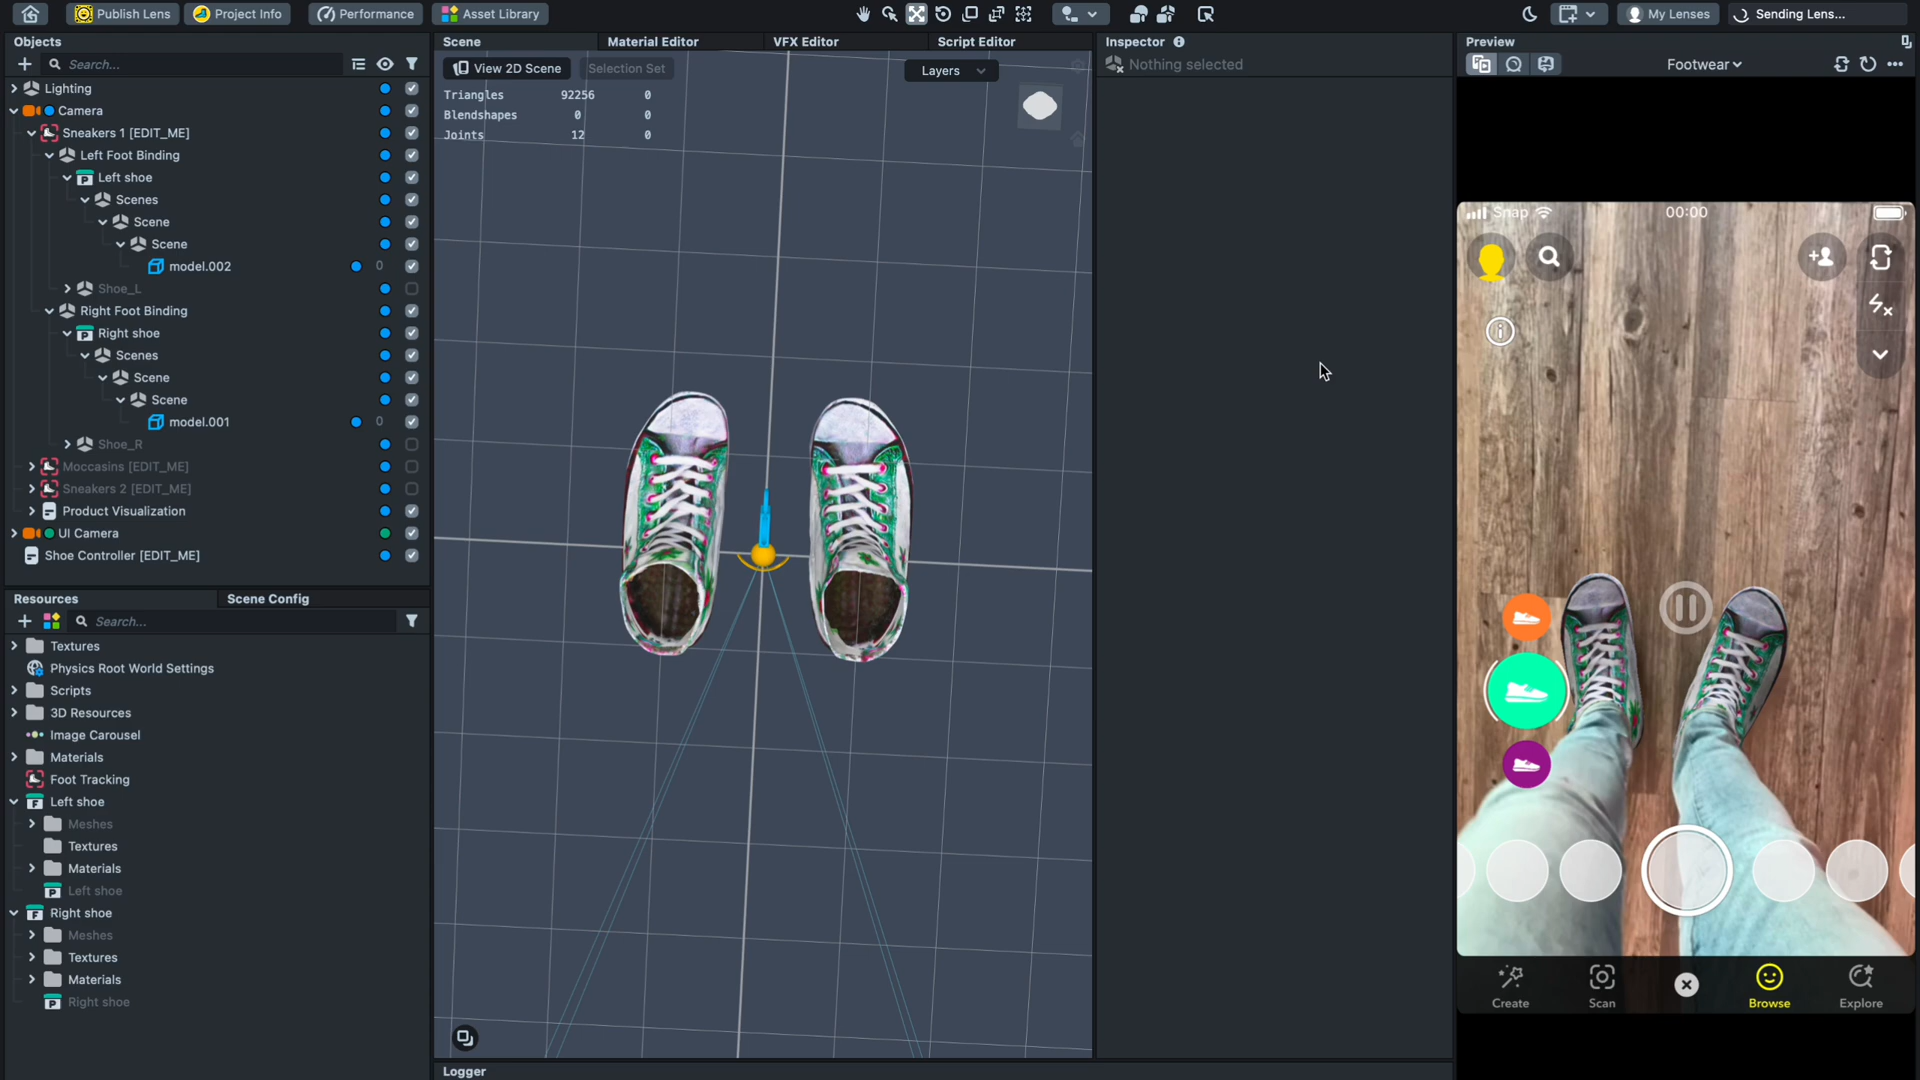 Publish Lens
Project Info
Performance
Asset Library
My Lenses
Sending Lens...
Objects
Search...
Lighting
Camera
Sneakers 1 [EDIT_ME]
Left Foot Binding
Left shoe
Scenes
Scene
Scene
model.002
0
Shoe_L
Right Foot Binding
Right shoe
Scenes
Scene
Scene
model.001
0
Shoe_R
Moccasins [EDIT_ME]
Sneakers 2 [EDIT_ME]
Product Visualization
UI Camera
Shoe Controller [EDIT_ME]
Resources
Scene Config
Search...
Textures
Physics Root World Settings
Scripts
3D Resources
Image Carousel
Materials
Foot Tracking
Left shoe
Meshes
Textures
Materials
Left shoe
Right shoe
Meshes
Textures
Materials
Right shoe
Scene
Material Editor
VFX Editor
Script Editor
View 2D Scene
Selection Set
Layers
Triangles 92256 0
Blendshapes 0 0
Joints 12 0
Logger
Inspector
Nothing selected
Preview
Footwear
Snap
00:00
Create
Scan
Browse
Explore